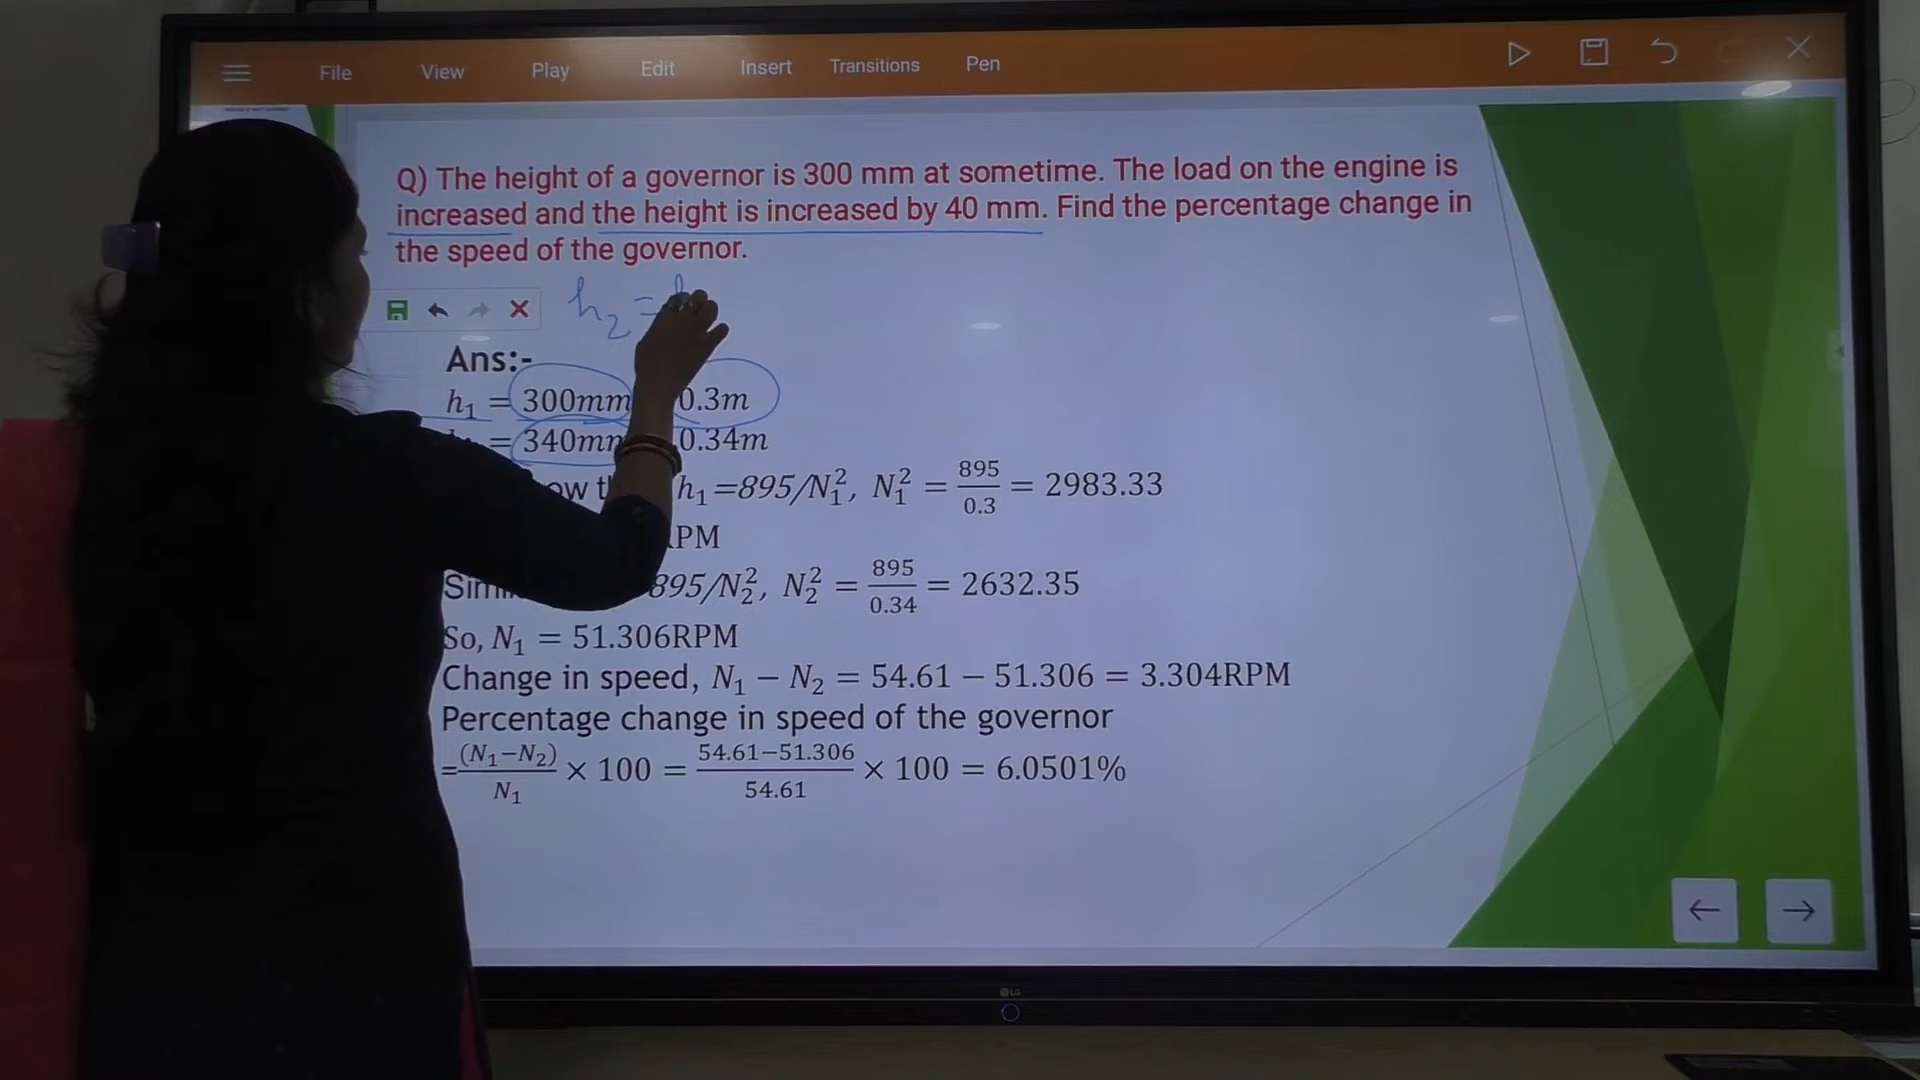 File View Play Edit Insert Transitions Pen
Q) The height of a governor is 300 mm at sometime. The load on the engine is
increased and the height is increased by 40 mm. Find the percentage change in
the speed of the governor.
h₂ =
Ans:-
h₁ = 300mm 0.3m
= 340m 0.34m
h₁=895/N₁², N₁² = 895/0.3 = 2983.33
RPM
895/N₂², N₂² = 895/0.34 = 2632.35
So, N₁ = 51.306RPM
Change in speed, N₁ − N₂ = 54.61 − 51.306 = 3.304RPM
Percentage change in speed of the governor
=(N₁−N₂)/N₁ × 100 = 54.61−51.306/54.61 × 100 = 6.0501%
LG